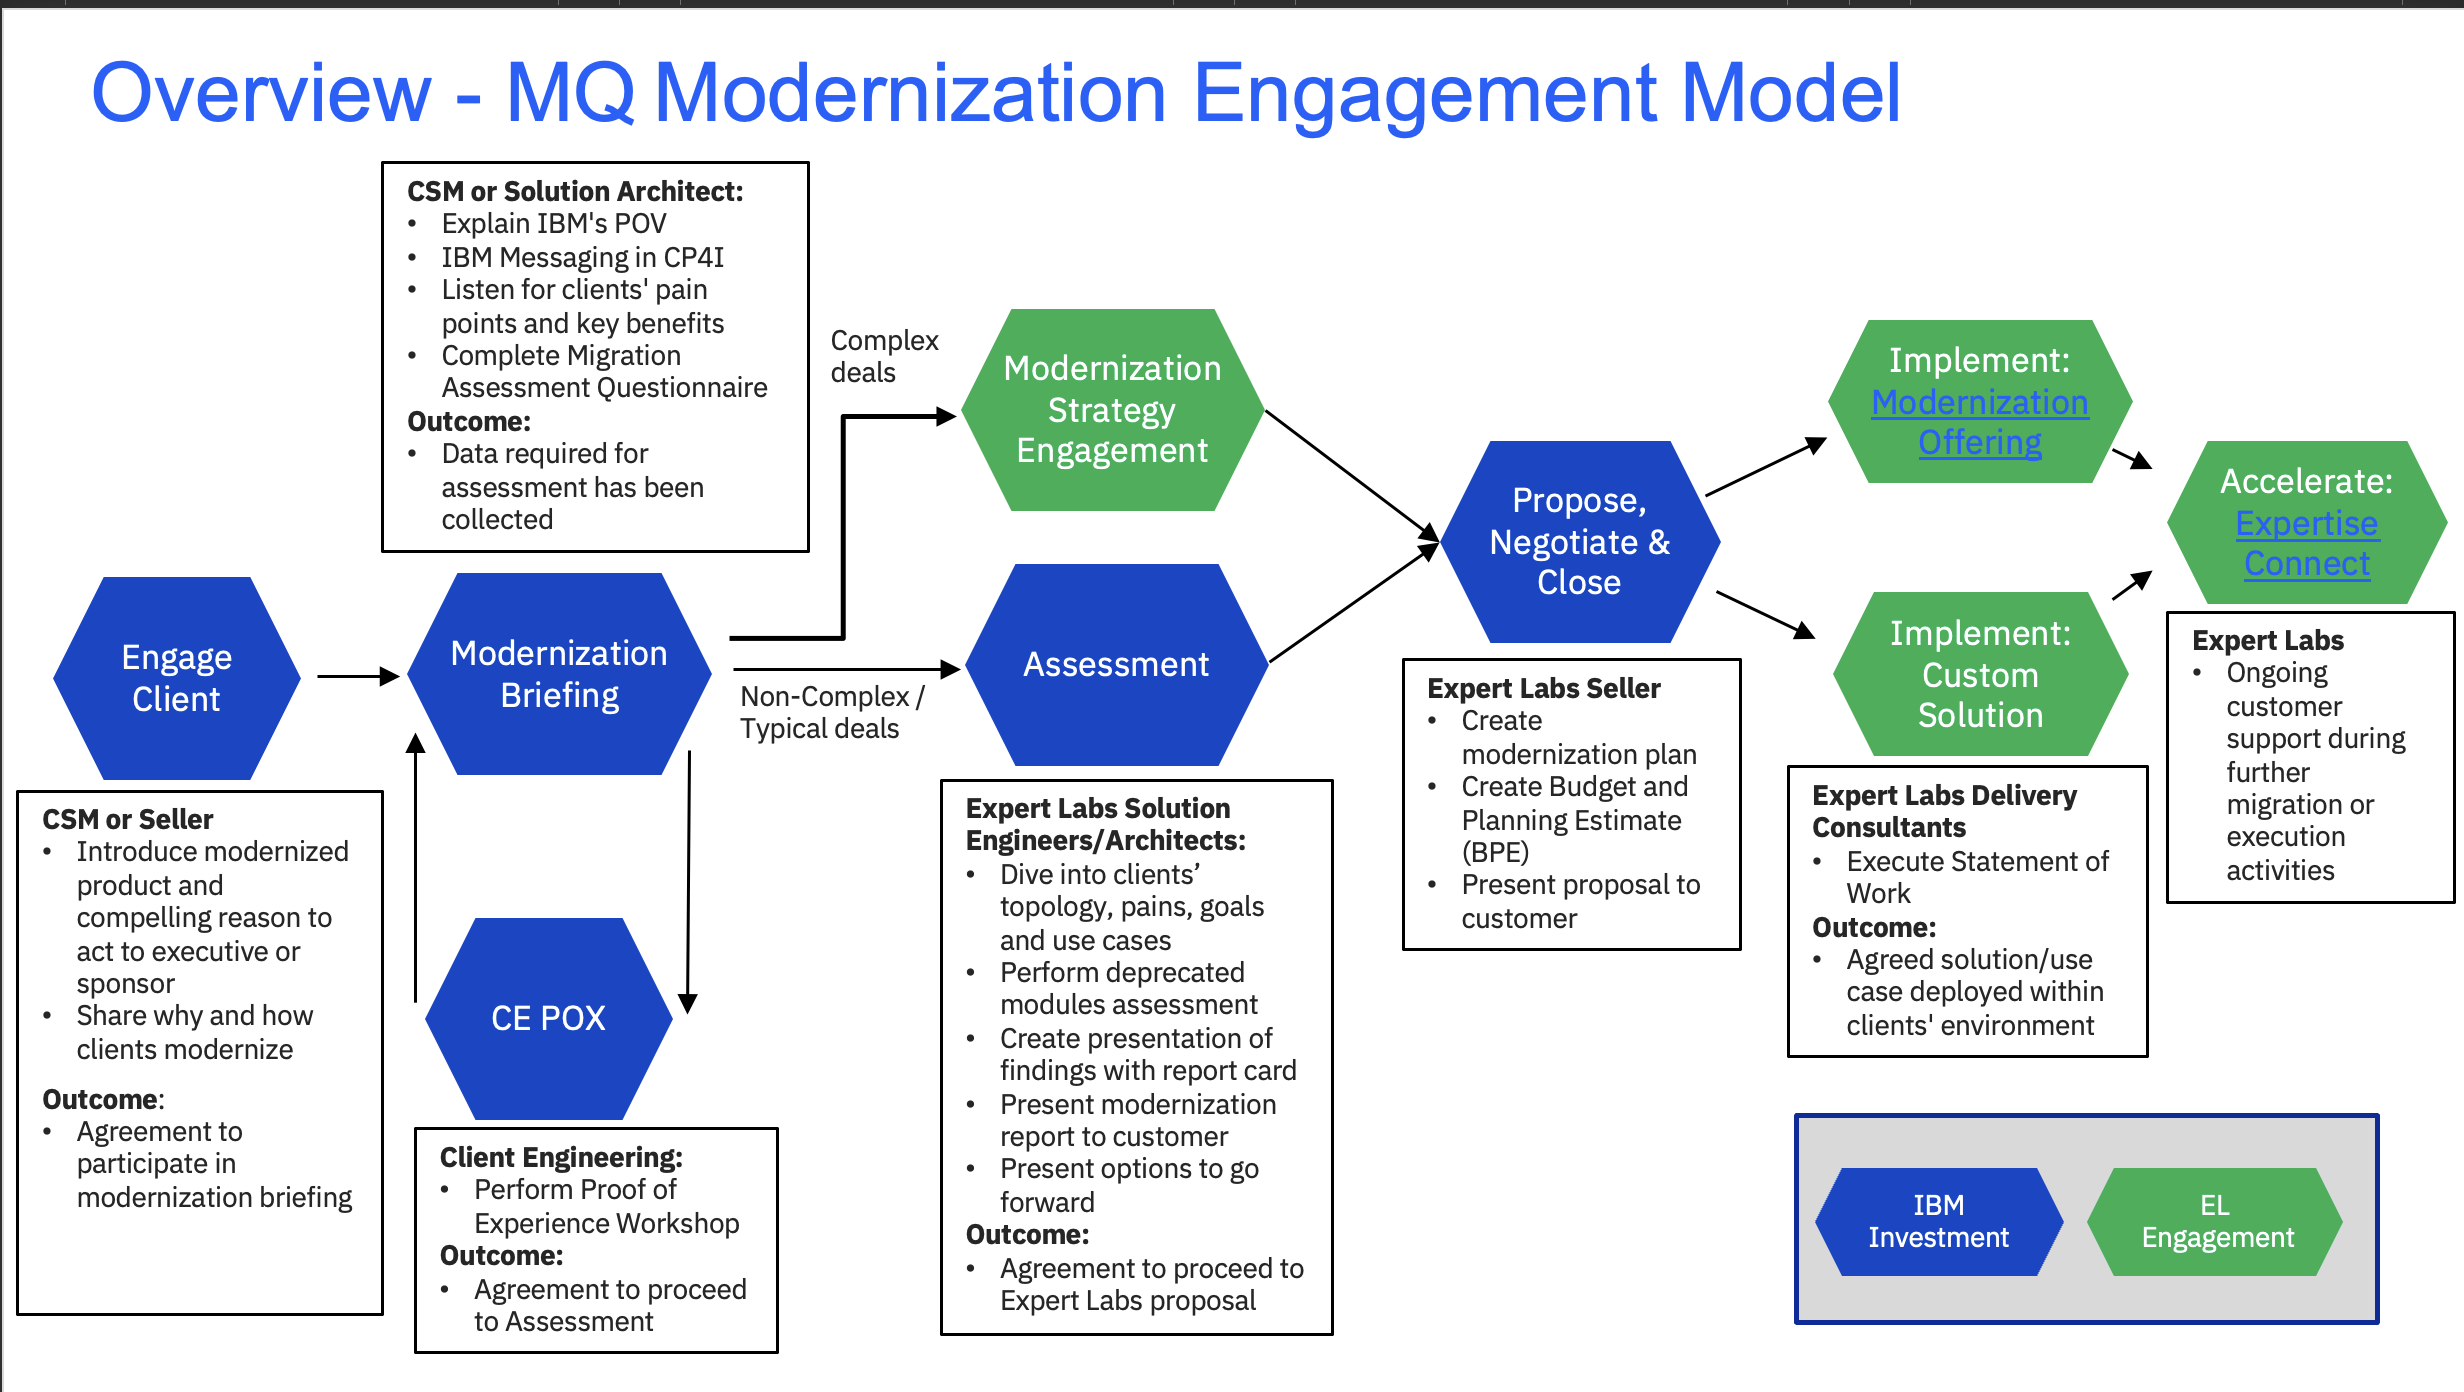 Overview - MQ Modernization Engagement Model
CSM or Solution Architect:
• Explain IBM's POV
• IBM Messaging in CP4I
• Listen for clients' pain
points and key benefits
• Complete Migration
Assessment Questionnaire
Outcome:
• Data required for
assessment has been
collected
Engage
Client
CSM or Seller
• Introduce modernized
product and
compelling reason to
act to executive or
sponsor
• Share why and how
clients modernize
Outcome:
• Agreement to
participate in
modernization briefing
Modernization
Briefing
CE POX
Client Engineering:
• Perform Proof of
Experience Workshop
Outcome:
• Agreement to proceed
to Assessment
Complex
deals
Non-Complex /
Typical deals
Modernization
Strategy
Engagement
Assessment
Expert Labs Solution
Engineers/Architects:
• Dive into clients’
topology, pains, goals
and use cases
• Perform deprecated
modules assessment
• Create presentation of
findings with report card
• Present modernization
report to customer
• Present options to go
forward
Outcome:
• Agreement to proceed to
Expert Labs proposal
Propose,
Negotiate &
Close
Expert Labs Seller
• Create
modernization plan
• Create Budget and
Planning Estimate
(BPE)
• Present proposal to
customer
Implement:
Modernization
Offering
Implement:
Custom
Solution
Expert Labs Delivery
Consultants
• Execute Statement of
Work
Outcome:
• Agreed solution/use
case deployed within
clients' environment
Accelerate:
Expertise
Connect
Expert Labs
• Ongoing
customer
support during
further
migration or
execution
activities
IBM
Investment
EL
Engagement